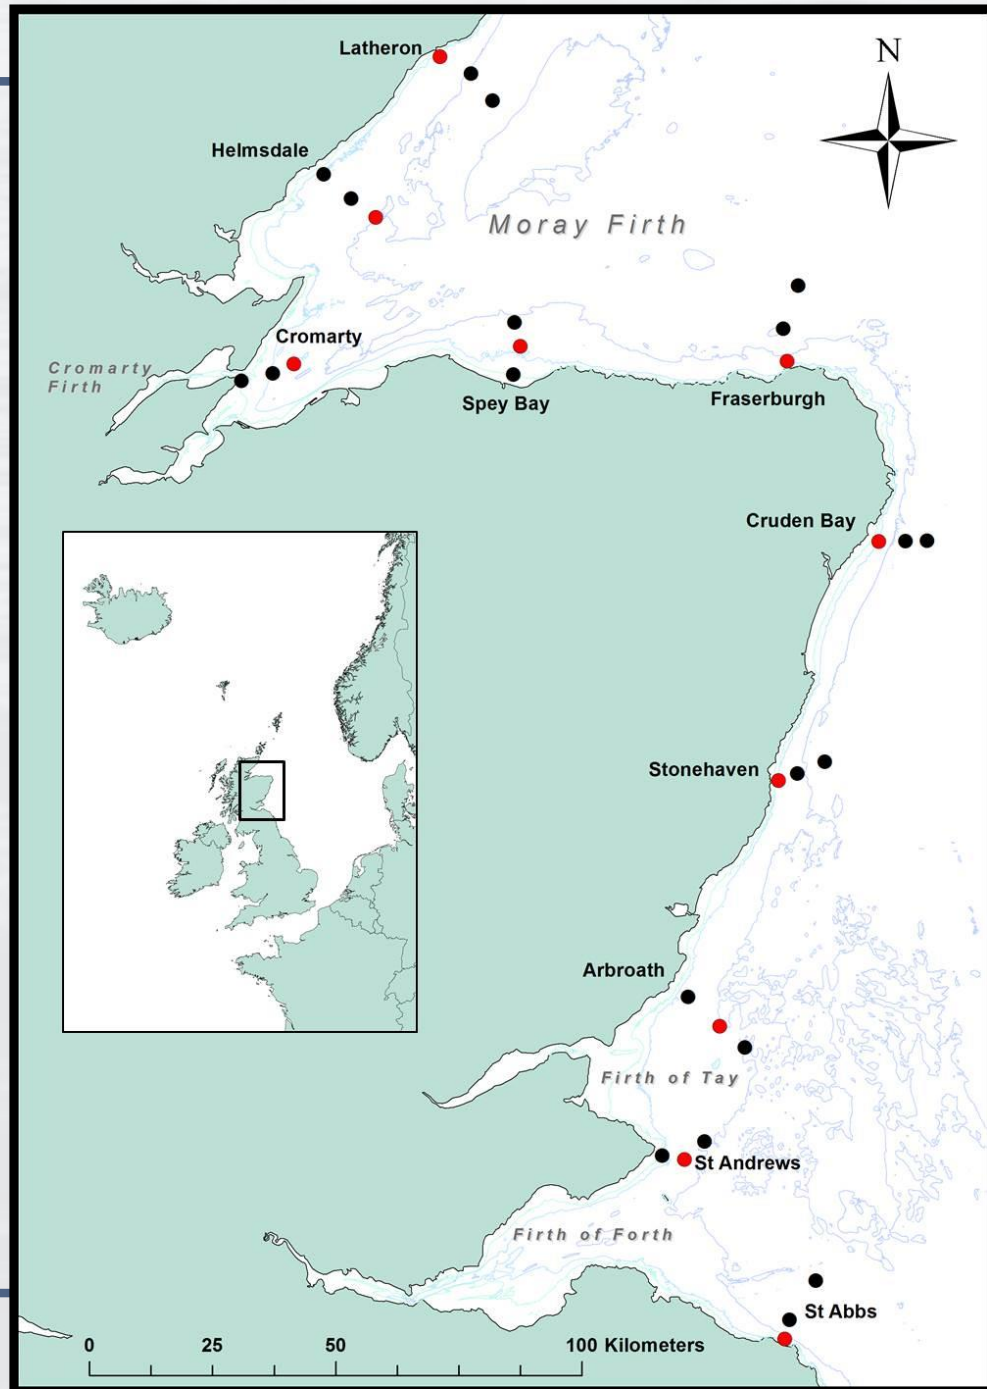 Latheron
N
Helmsdale
Moray Firth
Cromarty
Cromarty
Firth
Spey Bay
Fraserburgh
Cruden Bay
Stonehaven
Arbroath
Firth of Tay
St Andrews
Firth of Forth
St Abbs
0 25 50 100 Kilometers